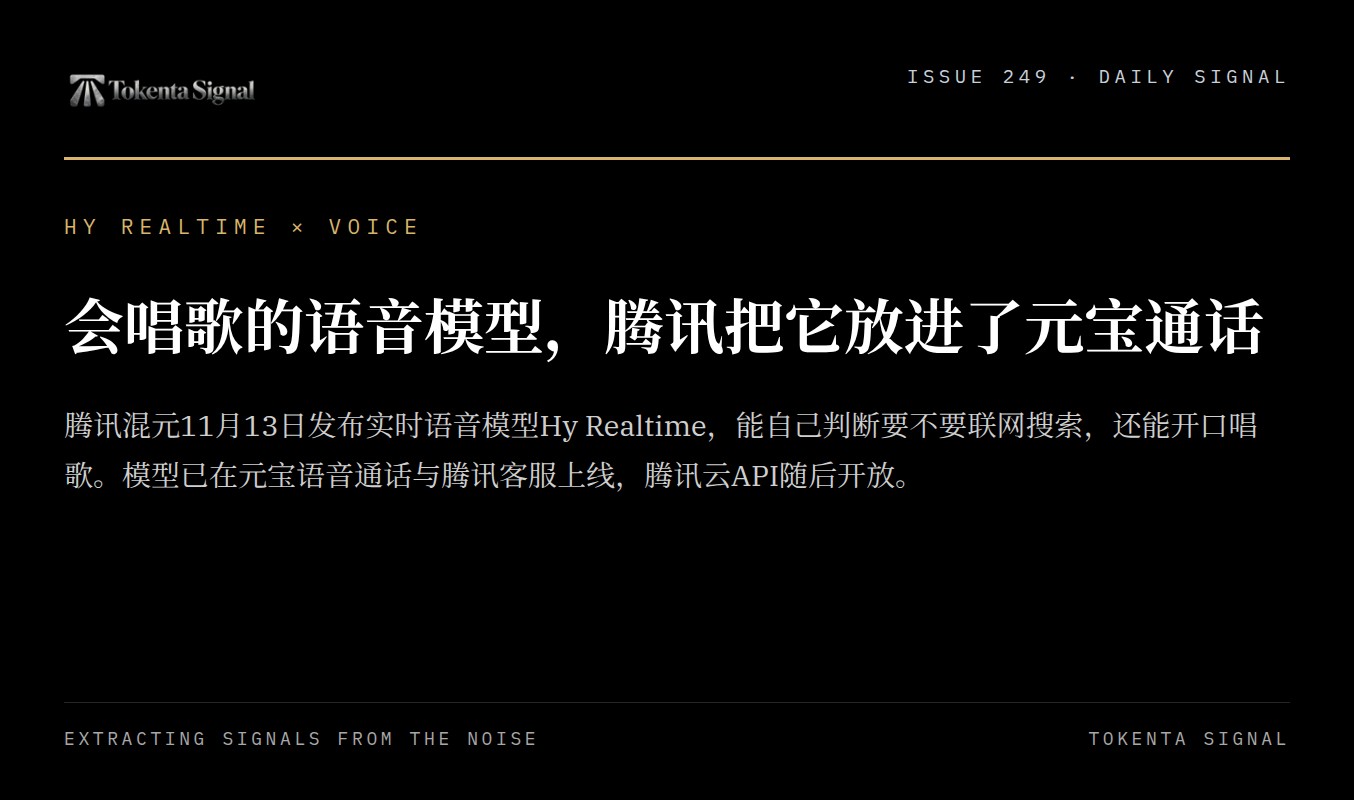 Tokenta Signal
ISSUE 249 · DAILY SIGNAL
HY REALTIME × VOICE
会唱歌的语音模型，腾讯把它放进了元宝通话
腾讯混元11月13日发布实时语音模型Hy Realtime，能自己判断要不要联网搜索，还能开口唱
歌。模型已在元宝语音通话与腾讯客服上线，腾讯云API随后开放。
EXTRACTING SIGNALS FROM THE NOISE
TOKENTA SIGNAL